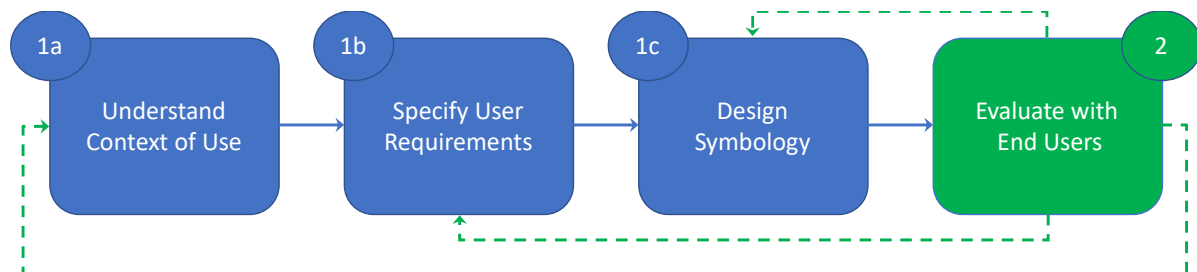 1a
Understand
Context of Use
1b
Specify User
Requirements
1c
Design
Symbology
2
Evaluate with
End Users